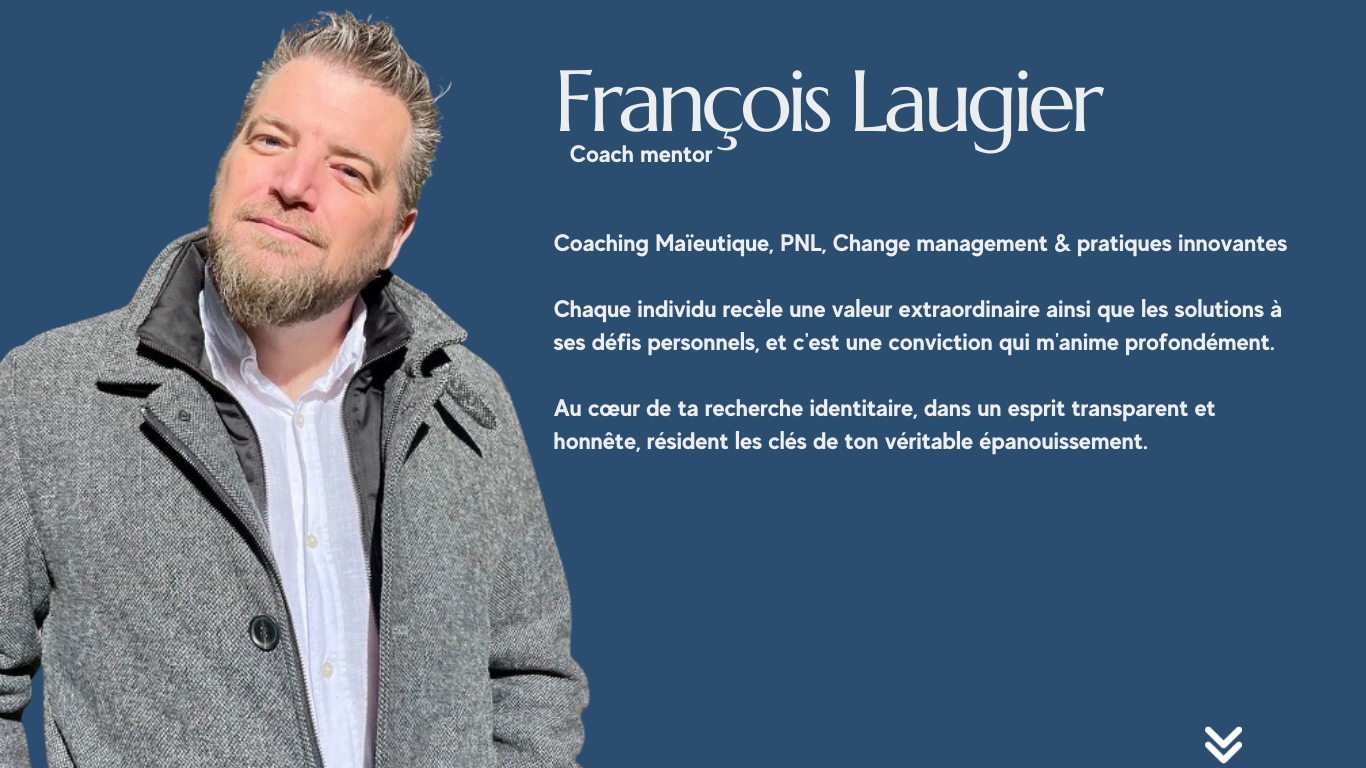 François Laugier
Coach mentor
Coaching Maïeutique, PNL, Change management & pratiques innovantes
Chaque individu recèle une valeur extraordinaire ainsi que les solutions à
ses défis personnels, et c'est une conviction qui m'anime profondément.
Au cœur de ta recherche identitaire, dans un esprit transparent et
honnête, résident les clés de ton véritable épanouissement.